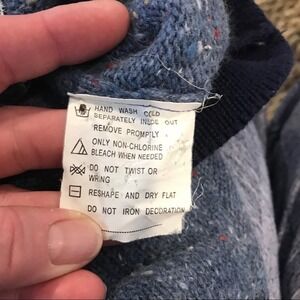 HAND WASH COLD
SEPARATELY INSIDE OUT
REMOVE PROMPTLY
ONLY NON-CHLORINE
BLEACH WHEN NEEDED
DO NOT TWIST OR
WRING
RESHAPE AND DRY FLAT
DO NOT IRON DECORATION